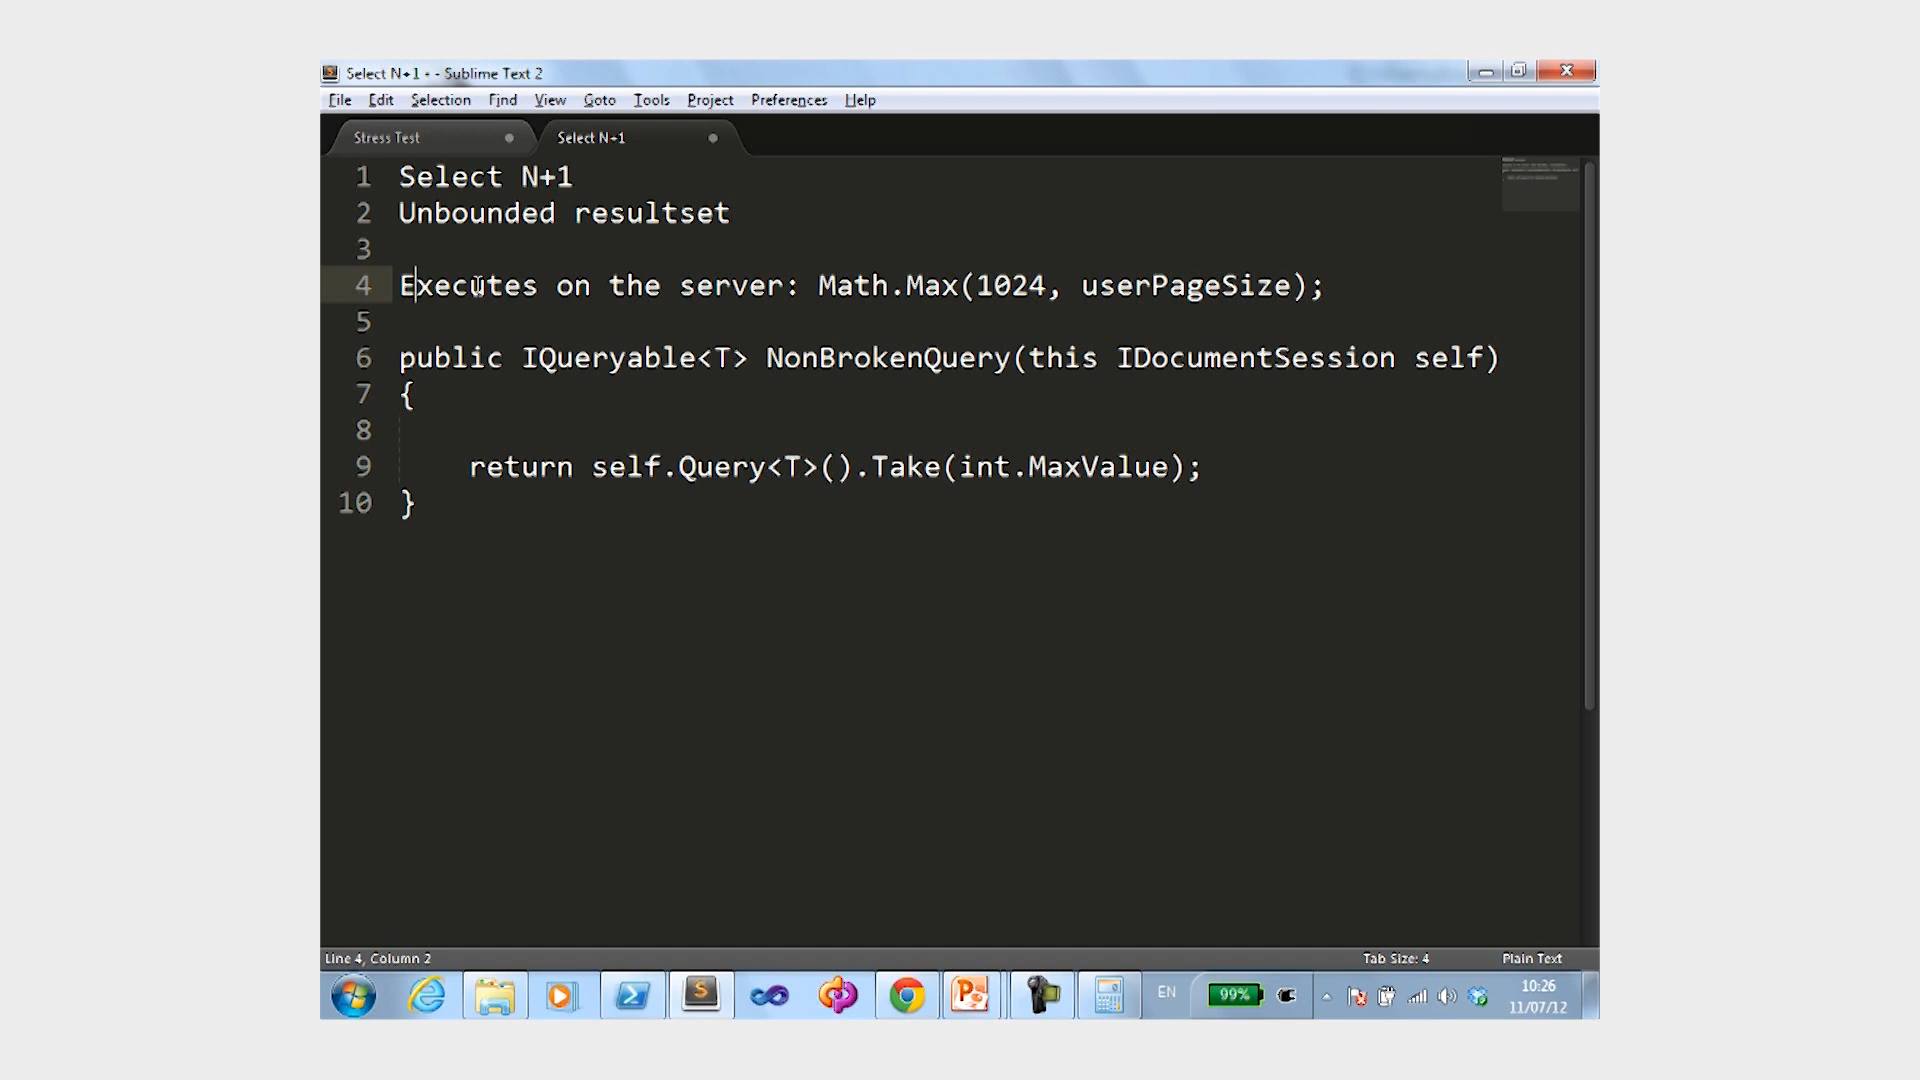 Select N+1 • - Sublime Text 2
File Edit Selection Find View Goto Tools Project Preferences Help
Stress Test Select N+1
1 Select N+1
2 Unbounded resultset
3
4 Executes on the server: Math.Max(1024, userPageSize);
5
6 public IQueryable<T> NonBrokenQuery(this IDocumentSession self)
7 {
8
9 return self.Query<T>().Take(int.MaxValue);
10 }
Line 4, Column 2 Tab Size: 4 Plain Text
EN 99% 10:26
11/07/12